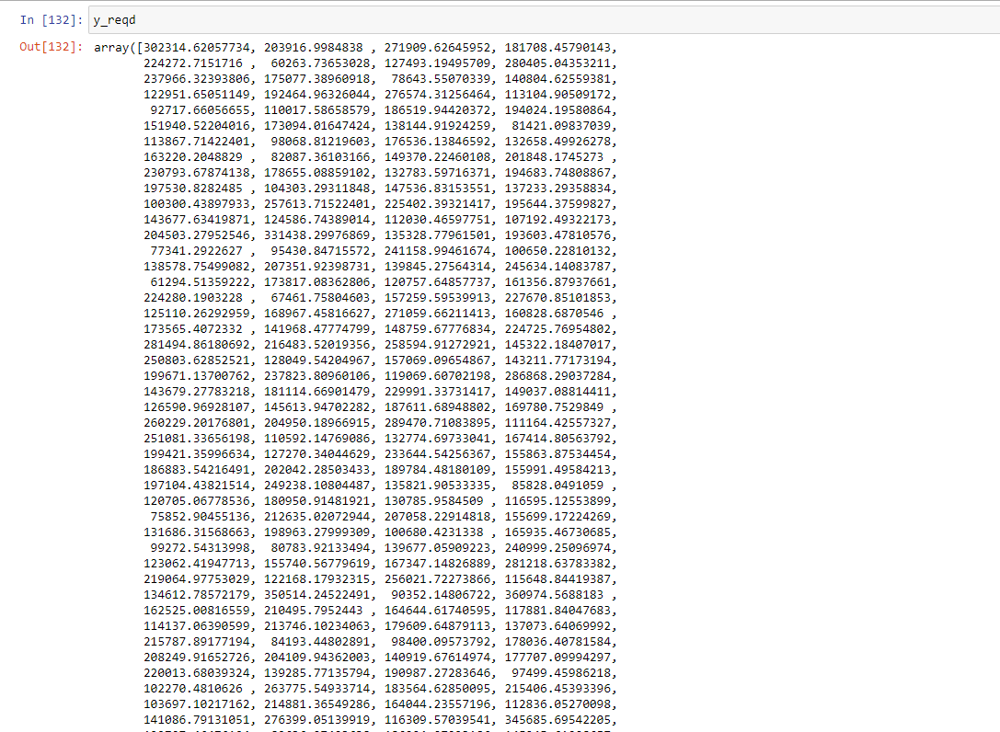 In [132]: y_reqd
Out[132]: array([302314.62057734, 203916.9984838 , 271909.62645952, 181708.45790143,
224272.7151716 , 60263.73653028, 127493.19495709, 280405.04353211,
237966.32393806, 175077.38960918, 78643.55070339, 140804.62559381,
122951.65051149, 192464.96326044, 276574.31256464, 113104.90509172,
92717.66056655, 110017.58658579, 186519.94420372, 194024.19580864,
151940.52204016, 173094.01647424, 138144.91924259, 81421.09837039,
113867.71422401, 98068.81219603, 176536.13846592, 132658.49926278,
163220.2048829 , 82087.36103166, 149370.22460108, 201848.1745273 ,
230793.67874138, 178655.08859102, 132783.59716371, 194683.74808867,
197530.8282485 , 104303.29311848, 147536.83153551, 137233.29358834,
100300.43897933, 257613.71522401, 225402.39321417, 195644.37599827,
143677.63419871, 124586.74389014, 112030.46597751, 107192.49322173,
204503.27952546, 331438.29976869, 135328.77961501, 193603.47810576,
77341.2922627 , 95430.84715572, 241158.99461674, 100650.22810132,
138578.75499082, 207351.92398731, 139845.27564314, 245634.14083787,
61294.51359222, 173817.08362806, 120757.64857737, 161356.87937661,
224280.1903228 , 67461.75804603, 157259.59539913, 227670.85101853,
125110.26292959, 168967.45816627, 271059.66211413, 160828.6870546 ,
173565.4072332 , 141968.47774799, 148759.67776834, 224725.76954802,
281494.86180692, 216483.52019356, 258594.91272921, 145322.18407017,
250803.62852521, 128049.54204967, 157069.09654867, 143211.77173194,
199671.13700762, 237823.80960106, 119069.60702198, 286868.29037284,
143679.27783218, 181114.66901479, 229991.33731417, 149037.08814411,
126590.96928107, 145613.94702282, 187611.68948802, 169780.7529849 ,
260229.20176801, 204950.18966915, 289470.71083895, 111164.42557327,
251081.33656198, 110592.14769086, 132774.69733041, 167414.80563792,
199421.35996634, 127270.34044629, 233644.54256367, 155863.87534454,
186883.54216491, 202042.28503433, 189784.48180109, 155991.49584213,
197104.43821514, 249238.10804487, 135821.90533335, 85828.0491059 ,
120705.06778536, 180950.91481921, 130785.9584509 , 116595.12553899,
75852.90455136, 212635.02072944, 207058.22914818, 155699.17224269,
131686.31568663, 198963.27999309, 100680.4231338 , 165935.46730685,
99272.54313998, 80783.92133494, 139677.05909223, 240999.25096974,
123062.41947713, 155740.56779619, 167347.14826889, 281218.63783382,
219064.97753029, 122168.17932315, 256021.72273866, 115648.84419387,
134612.78572179, 350514.24522491, 90352.14806722, 360974.5688183 ,
162525.00816559, 210495.7952443 , 164644.61740595, 117881.84047683,
114137.06390599, 213746.10234063, 179609.64879113, 137073.64069992,
215787.89177194, 84193.44802891, 98400.09573792, 178036.40781584,
208249.91652726, 204109.94362003, 140919.67614974, 177707.09994297,
220013.68039324, 139285.77135794, 190987.27283646, 97499.45986218,
102270.4810626 , 263775.54933714, 183564.62850095, 215406.45393396,
103697.10217162, 214881.36549286, 164044.23557196, 112836.05270098,
141086.79131051, 276399.05139919, 116309.57039541, 345685.69542205,